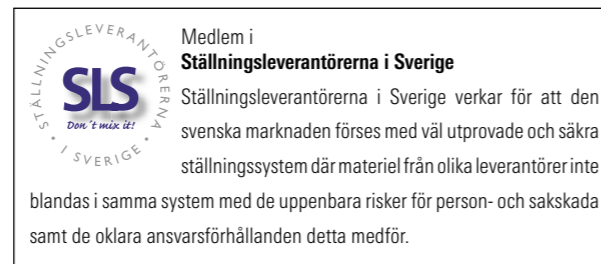 STÄLLNINGSLEVERANTÖRERNA
• I SVERIGE •
SLS
Don´t mix it!
Medlem i
Ställningsleverantörerna i Sverige
Ställningsleverantörerna i Sverige verkar för att den
svenska marknaden förses med väl utprovade och säkra
ställningssystem där materiel från olika leverantörer inte
blandas i samma system med de uppenbara risker för person- och sakskada
samt de oklara ansvarsförhållanden detta medför.